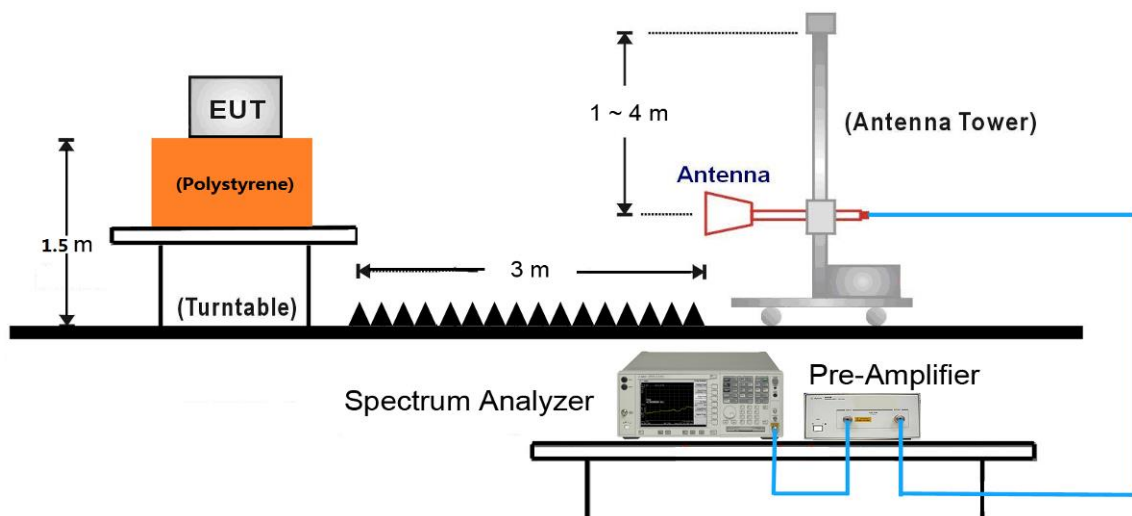 EUT
(Polystyrene)
1.5 m
(Turntable)
3 m
1 ~ 4 m
(Antenna Tower)
Antenna
Spectrum Analyzer
Pre-Amplifier